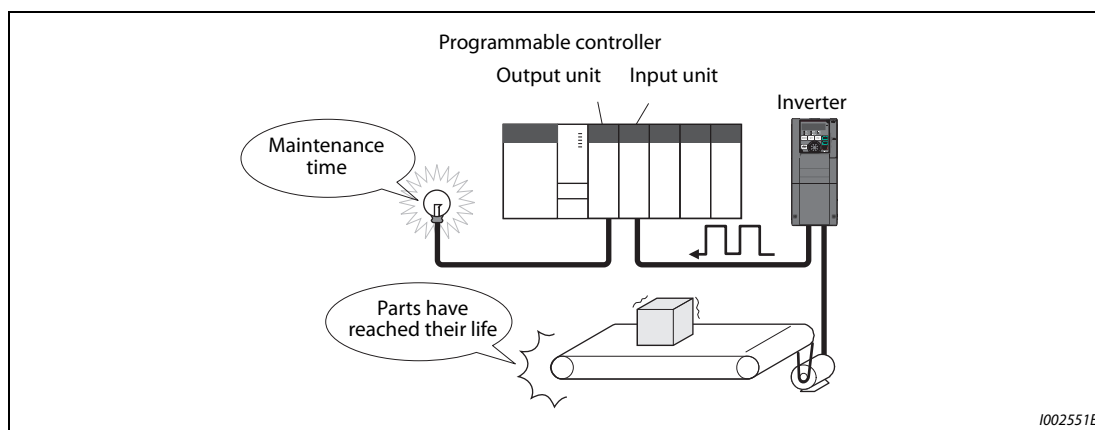 Programmable controller
Output unit Input unit
Inverter
Maintenance
time
Parts have
reached their life
I002551E